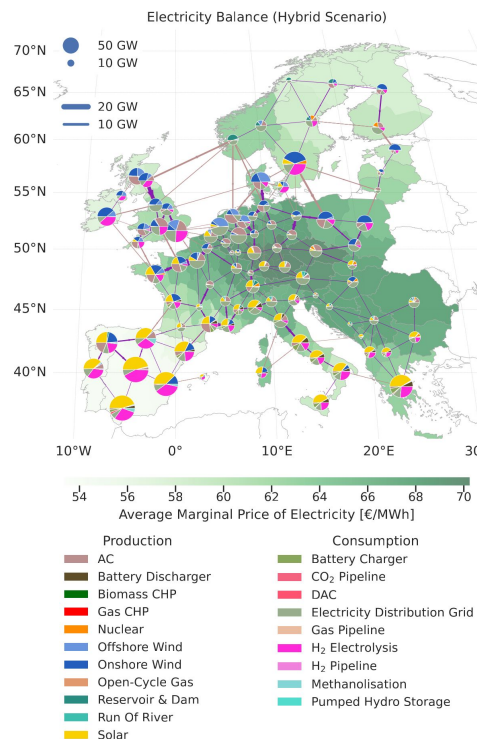 Electricity Balance (Hybrid Scenario)
70°N
50 GW
10 GW
65°N
20 GW
10 GW
60°N
55°N
50°N
45°N
40°N
10°W
0°
10°E
20°E
30°E
54
56
58
60
62
64
66
68
70
Average Marginal Price of Electricity [€/MWh]
Production
AC
Battery Discharger
Biomass CHP
Gas CHP
Nuclear
Offshore Wind
Onshore Wind
Open-Cycle Gas
Reservoir & Dam
Run Of River
Solar
Consumption
Battery Charger
CO₂ Pipeline
DAC
Electricity Distribution Grid
Gas Pipeline
H₂ Electrolysis
H₂ Pipeline
Methanolisation
Pumped Hydro Storage